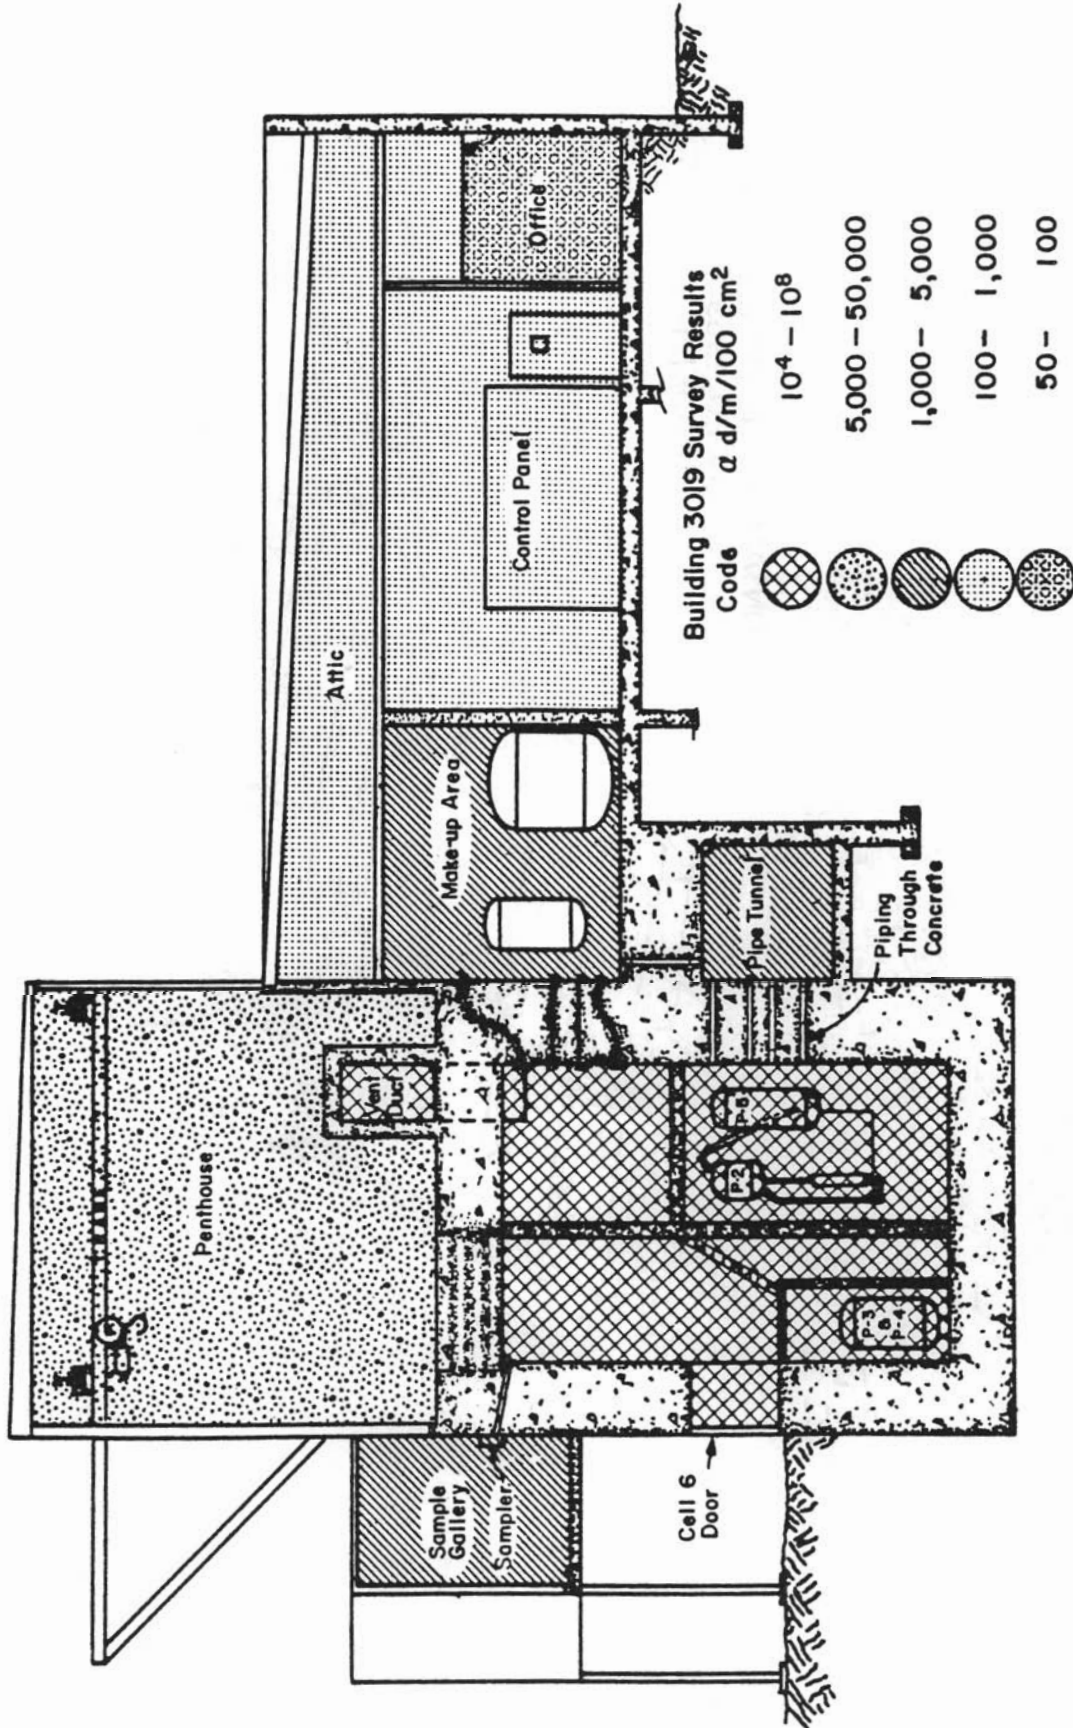 Penthouse
Vent
Duct
Attic
Sample
Gallery
Sampler
Make-up Area
Control Panel
Office
Cell 6
Door
P-3
&
P-4
P-2
P-5
Pipe Tunnel
Piping
Through
Concrete
Building 3019 Survey Results
Code α d/m/100 cm²
10⁴ – 10⁸
5,000 – 50,000
1,000 – 5,000
100 – 1,000
50 – 100